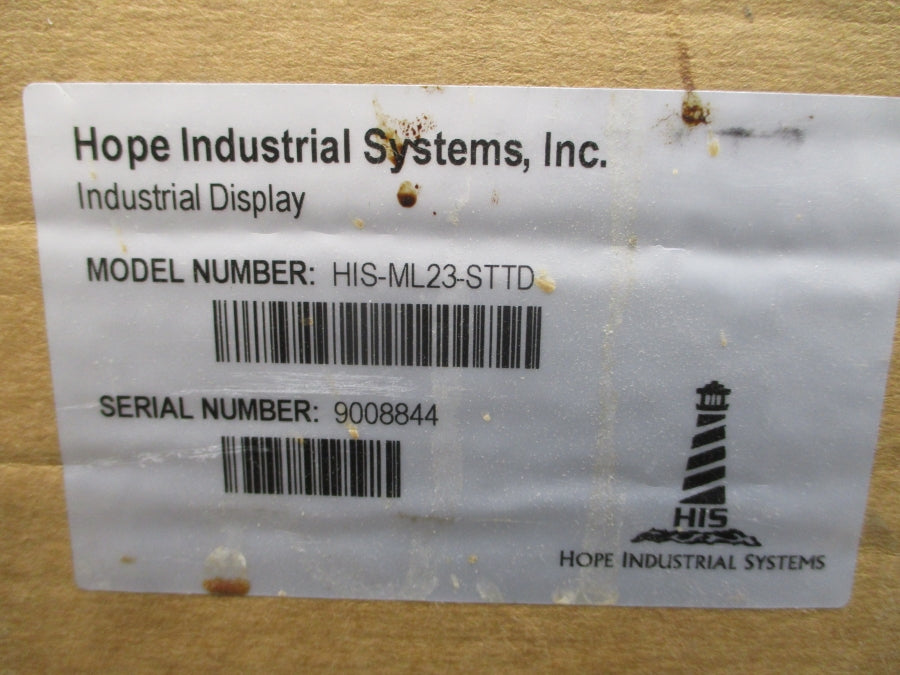 Hope Industrial Systems, Inc.
Industrial Display
MODEL NUMBER: HIS-ML23-STTD
SERIAL NUMBER: 9008844
HIS
HOPE INDUSTRIAL SYSTEMS